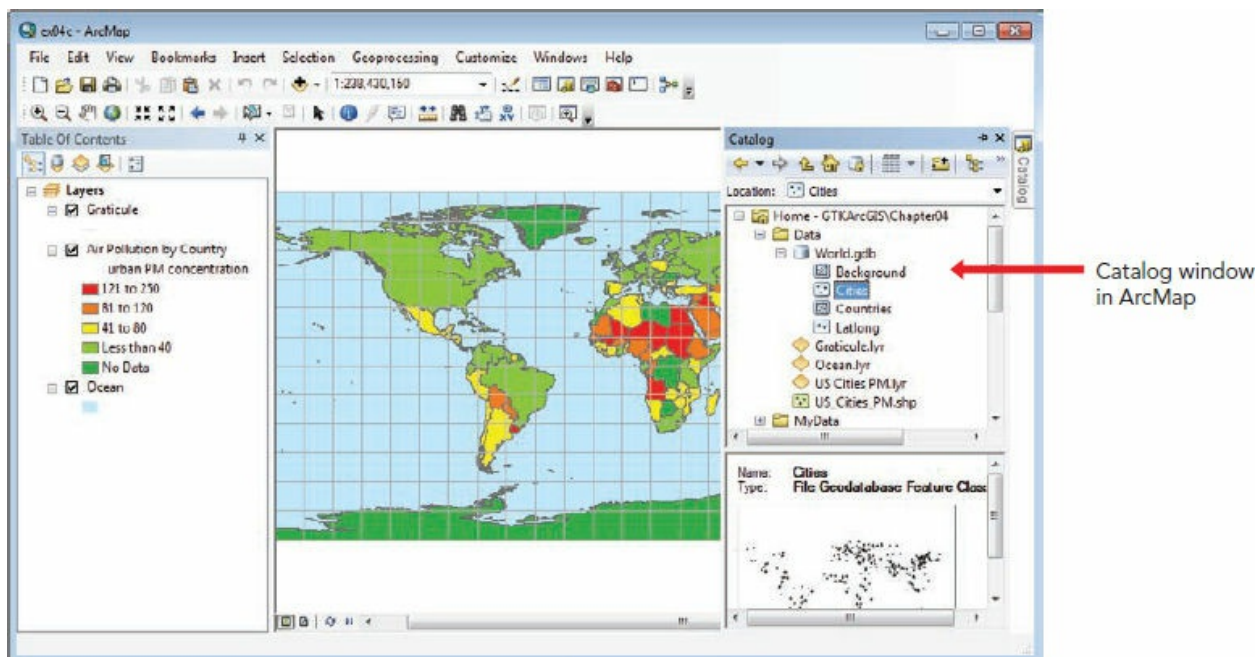 ex04c - ArcMap
File Edit View Bookmarks Insert Selection Geoprocessing Customize Windows Help
1:238,430,160
Table Of Contents
Layers
Graticule
Air Pollution by Country
urban PM concentration
121 to 250
81 to 120
41 to 80
Less than 40
No Data
Ocean
Catalog
Location: Cities
Home - GTKArcGIS\Chapter04
Data
World.gdb
Background
Cities
Countries
Latlong
Graticule.lyr
Ocean.lyr
US Cities PM.lyr
US_Cities_PM.shp
MyData
Name: Cities
Type: File Geodatabase Feature Class
Catalog
Catalog window
in ArcMap